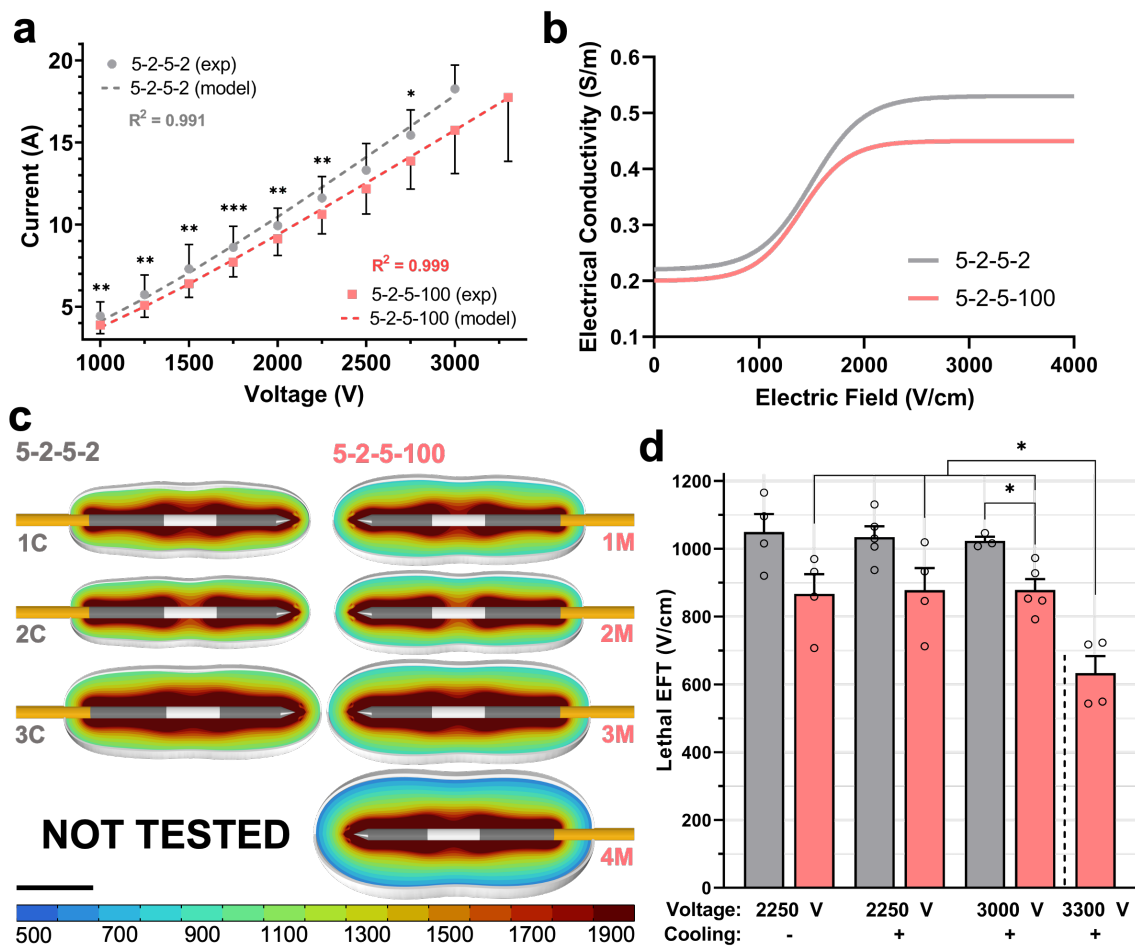 a
20
15
10
5
Current (A)
5-2-5-2 (exp)
5-2-5-2 (model)
R2 = 0.991
**
**
**
***
**
**
*
R2 = 0.999
5-2-5-100 (exp)
5-2-5-100 (model)
1000 1500 2000 2500 3000
Voltage (V)
b
0.6
0.5
0.4
0.3
0.2
0.1
Electrical Conductivity (S/m)
5-2-5-2
5-2-5-100
0 1000 2000 3000 4000
Electric Field (V/cm)
c
5-2-5-2 5-2-5-100
1C 1M
2C 2M
3C 3M
NOT TESTED
4M
500 700 900 1100 1300 1500 1700 1900
d
*
*
1200
1000
800
600
400
200
0
Lethal EFT (V/cm)
Voltage: 2250 V 2250 V 3000 V 3300 V
Cooling: - + + +